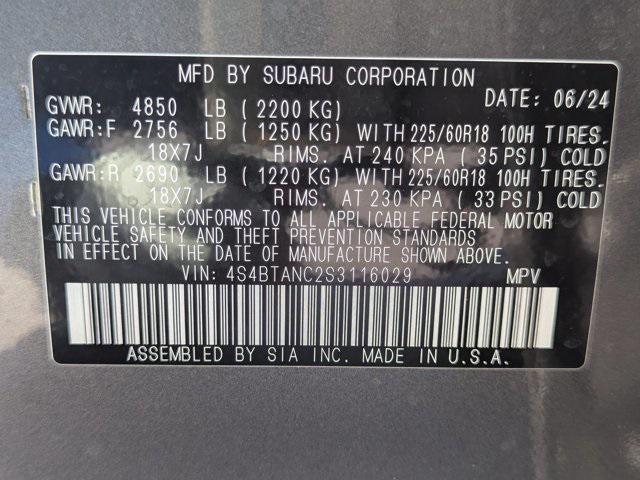 MFD BY SUBARU CORPORATION
DATE: 06/24
GVWR: 4850 LB (2200 KG)
GAWR:F 2756 LB (1250 KG) WITH 225/60R18 100H TIRES.
18X7J RIMS. AT 240 KPA (35 PSI) COLD
GAWR:R 2690 LB (1220 KG) WITH 225/60R18 100H TIRES.
18X7J RIMS. AT 230 KPA (33 PSI) COLD
THIS VEHICLE CONFORMS TO ALL APPLICABLE FEDERAL MOTOR
VEHICLE SAFETY AND THEFT PREVENTION STANDARDS
IN EFFECT ON THE DATE OF MANUFACTURE SHOWN ABOVE.
VIN: 4S4BTANC2S3116029 MPV
ASSEMBLED BY SIA INC. MADE IN U.S.A.